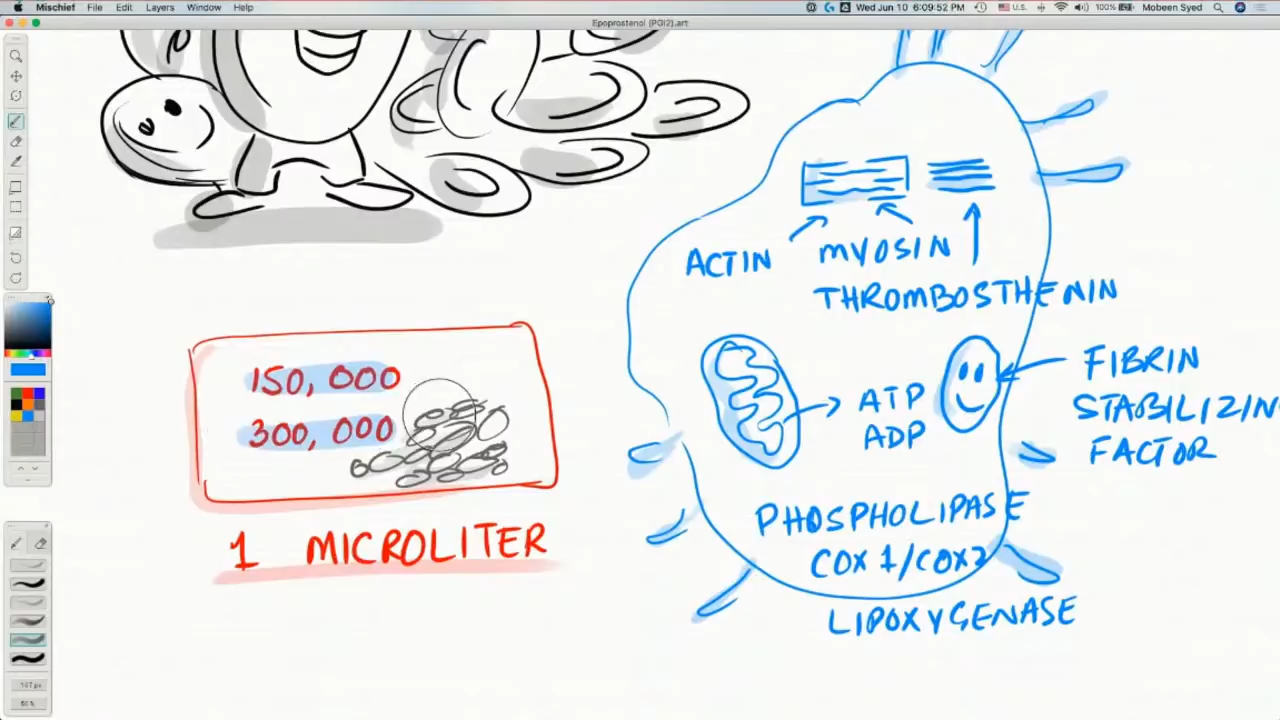 Mischief File Edit Layers Window Help
U.S. 100% Wed Jun 10 6:09:52 PM Mobeen Syed
Epoprostenol (PGI2).art
ACTIN MYOSIN
THROMBOSTHENIN
150,000
300,000
1 MICROLITER
ATP
ADP
FIBRIN
STABILIZIN
FACTOR
PHOSPHOLIPASE
COX 1/COX2
LIPOXYGENASE